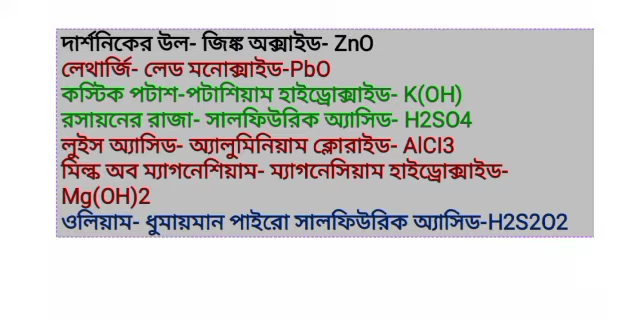 দার্শনিকের উল- জিঙ্ক অক্সাইড- ZnO
লেথার্জি- লেড মনোক্সাইড-PbO
কস্টিক পটাশ-পটাশিয়াম হাইড্রোক্সাইড- K(OH)
রসায়নের রাজা- সালফিউরিক অ্যাসিড- H2SO4
লুইস অ্যাসিড- অ্যালুমিনিয়াম ক্লোরাইড- AlCl3
মিল্ক অব ম্যাগনেশিয়াম- ম্যাগনেসিয়াম হাইড্রোক্সাইড-
Mg(OH)2
ওলিয়াম- ধুমায়মান পাইরো সালফিউরিক অ্যাসিড-H2S2O2